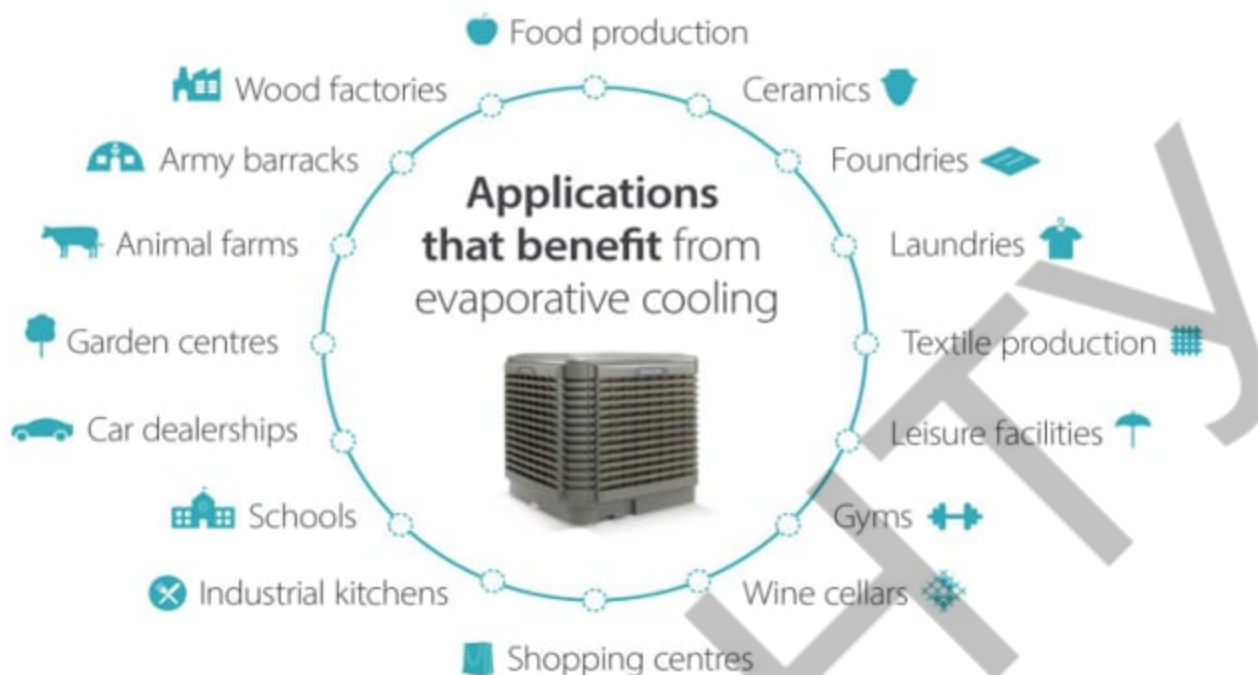 Food production
Wood factories
Ceramics
Army barracks
Foundries
Applications
that benefit from
evaporative cooling
Animal farms
Laundries
Garden centres
Textile production
Car dealerships
Leisure facilities
Schools
Gyms
Industrial kitchens
Wine cellars
Shopping centres